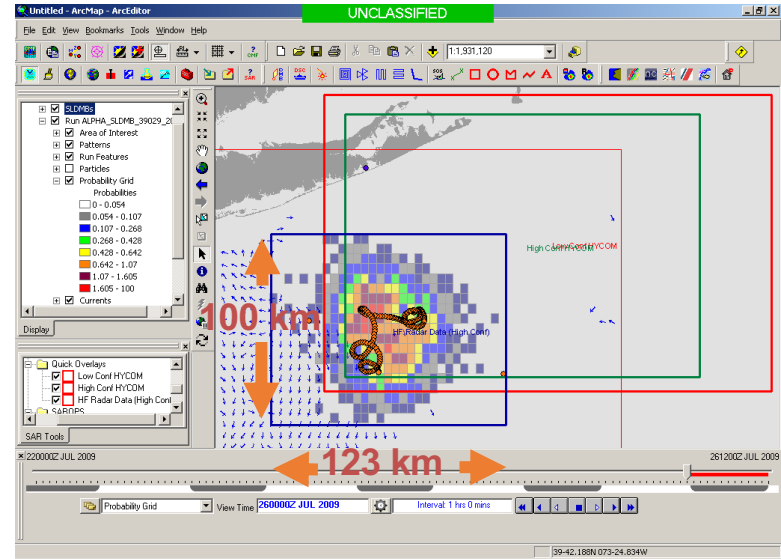 Untitled - ArcMap - ArcEditor
UNCLASSIFIED
File Edit View Bookmarks Tools Window Help
1:1,931,120
SLDMBs
Run ALPHA_SLDMB_39029_20
Area of Interest
Patterns
Run Features
Particles
Probability Grid
Probabilities
0 - 0.054
0.054 - 0.107
0.107 - 0.268
0.268 - 0.428
0.428 - 0.642
0.642 - 1.07
1.07 - 1.605
1.605 - 100
Currents
Display
Quick Overlays
Low Conf HYCOM
High Conf HYCOM
HF Radar Data (High Conf
SAROPS
SAR Tools
High Conf HYCOM
Low Conf HYCOM
100 km
HF Radar Data (High Conf)
123 km
220000Z JUL 2009
261200Z JUL 2009
Probability Grid
View Time
260000Z JUL 2009
Interval: 1 hrs 0 mins
39-42.188N 073-24.834W